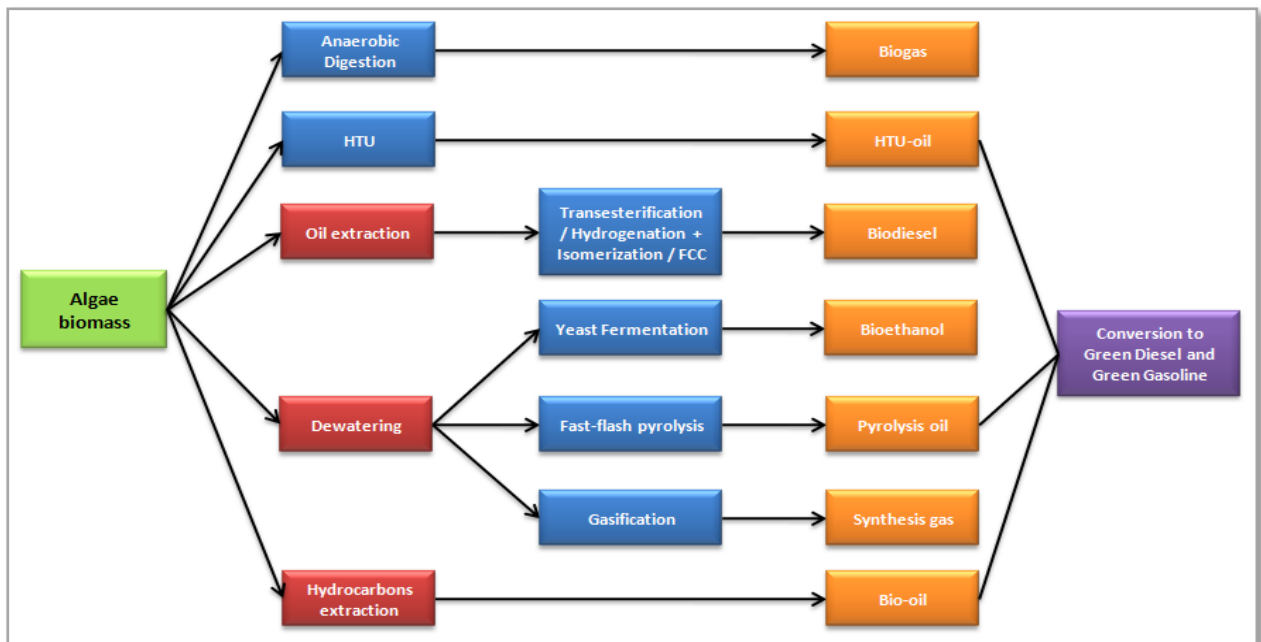 Anaerobic
Digestion
Biogas
HTU
HTU-oil
Oil extraction
Transesterification
/ Hydrogenation +
Isomerization / FCC
Biodiesel
Algae
biomass
Yeast Fermentation
Bioethanol
Conversion to
Green Diesel and
Green Gasoline
Dewatering
Fast-flash pyrolysis
Pyrolysis oil
Gasification
Synthesis gas
Hydrocarbons
extraction
Bio-oil